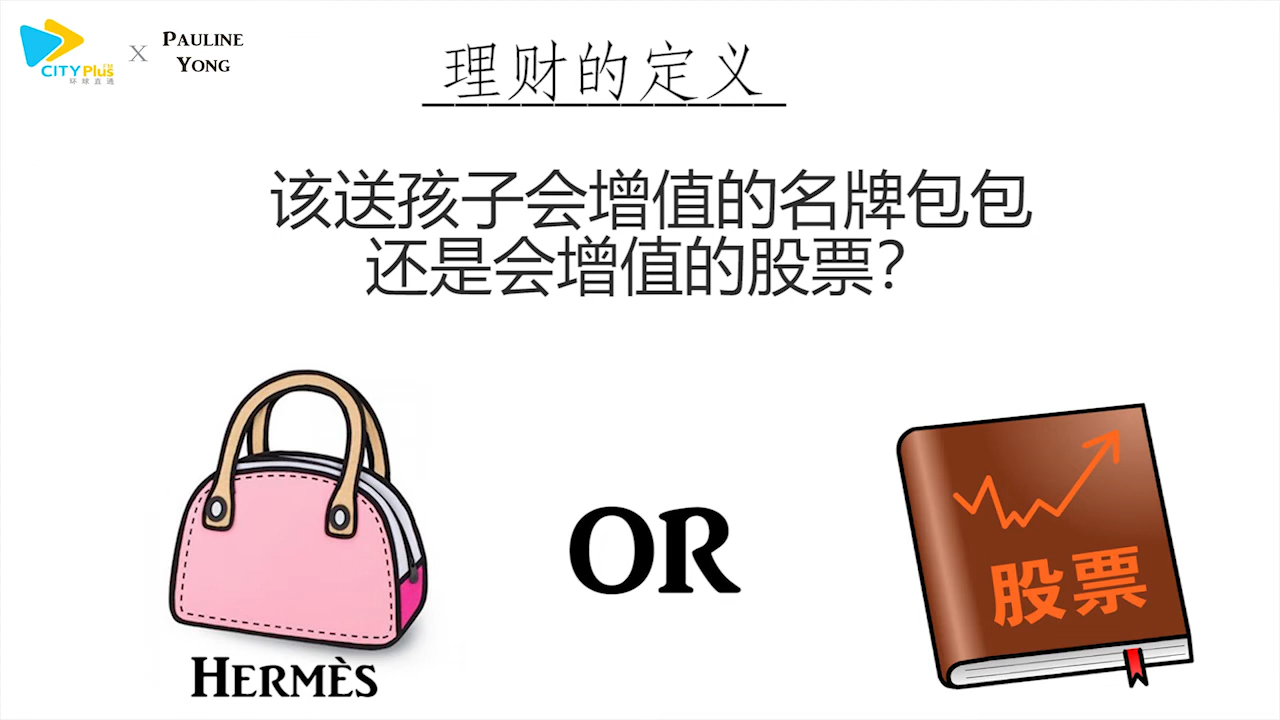 CITY Plus FM
环球直通
X
PAULINE
YONG
理财的定义
该送孩子会增值的名牌包包
还是会增值的股票?
OR
股票
HERMÈS